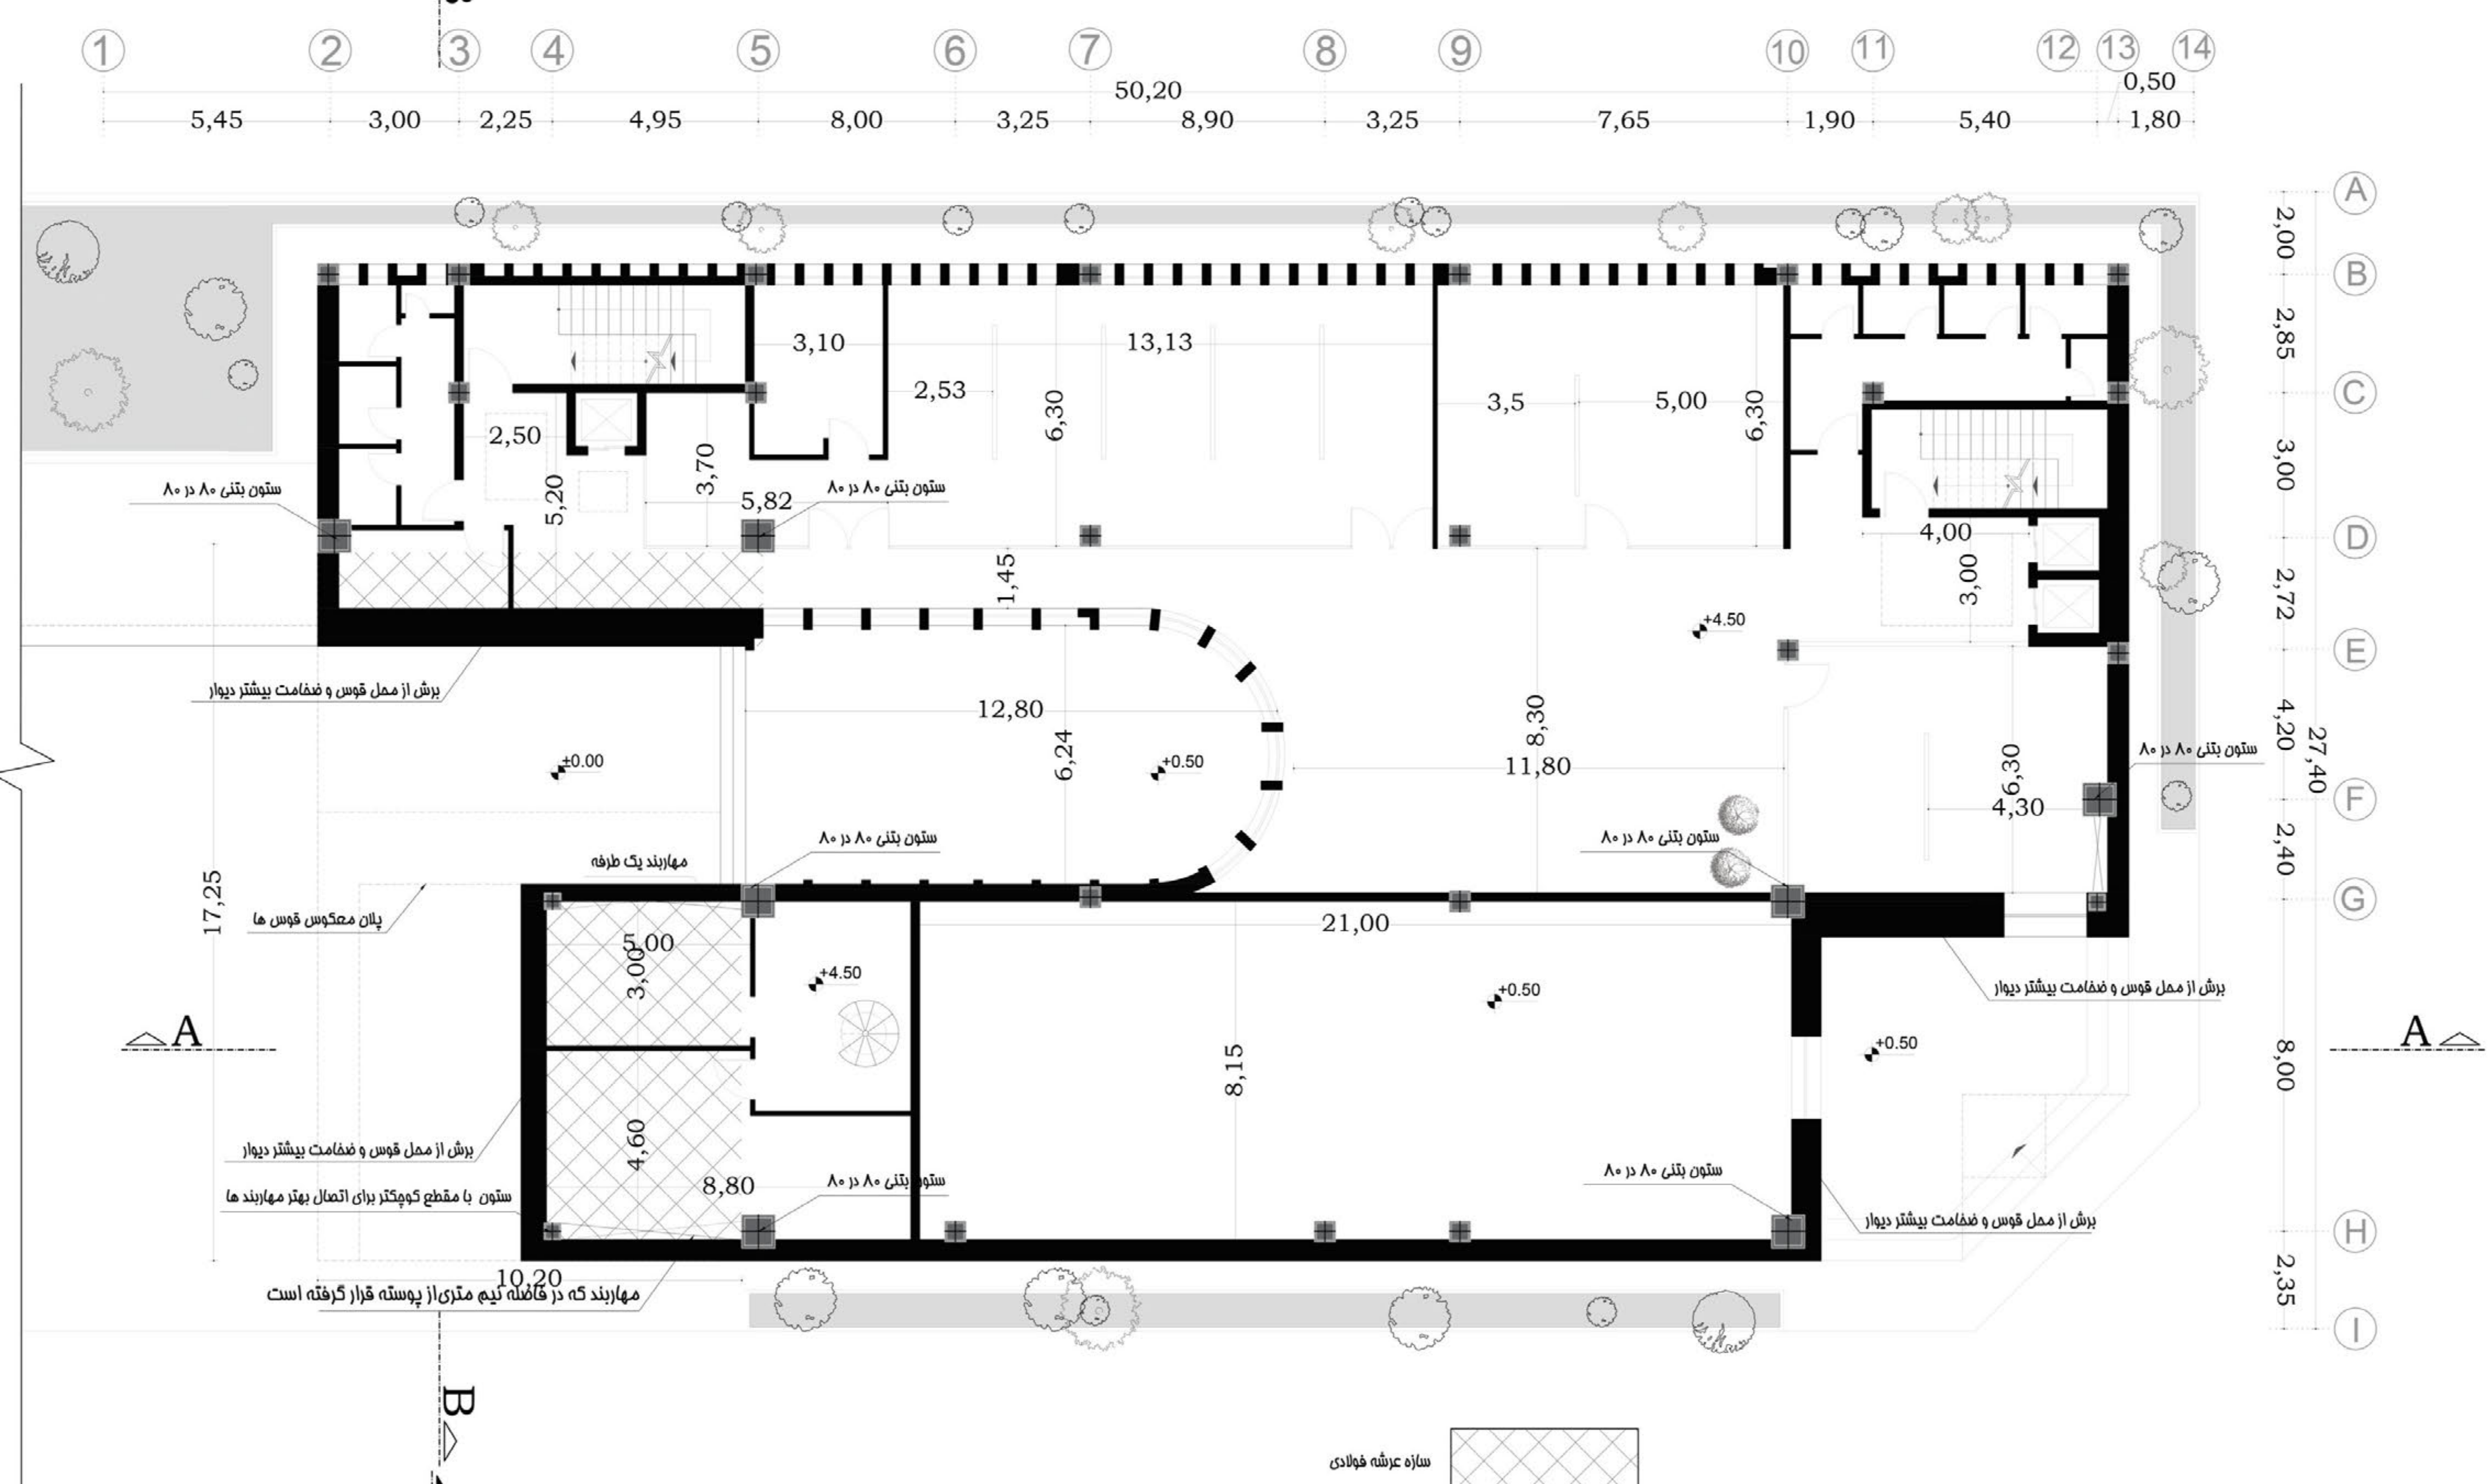 1 2 3 4 5 6 7 8 9 10 11 12 13 14
0,50
50,20
5,45 3,00 2,25 4,95 8,00 3,25 8,90 3,25 7,65 1,90 5,40 1,80
A
2,00
B
2,85
3,10 13,13
C
2,53 3,5 5,00
6,30 6,30
2,50
3,70
3,00
ستون بتنی ۸۰ در ۸۰
ستون بتنی ۸۰ در ۸۰
5,20
5,82
D
4,00
1,45
3,00
2,72
+4.50
E
برش از محل قوس و ضخامت بیشتر دیوار
12,80
8,30
4,20
6,24
ستون بتنی ۸۰ در ۸۰
±0.00
+0.50
11,80
6,30
27,40
4,30
F
ستون بتنی ۸۰ در ۸۰
ستون بتنی ۸۰ در ۸۰
2,40
مهاربند یک طرفه
17,25
G
پلان معکوس قوس ها
21,00
5,00
3,00
+4.50
+0.50
برش از محل قوس و ضخامت بیشتر دیوار
A
A
+0.50
8,15
8,00
4,60
برش از محل قوس و ضخامت بیشتر دیوار
ستون بتنی ۸۰ در ۸۰
8,80
ستون بتنی ۸۰ در ۸۰
ستون با مقطع کوچکتر برای اتصال بهتر مهاربند ها
برش از محل قوس و ضخامت بیشتر دیوار
H
10,20
2,35
مهاربند که در فاصله نیم متری از پوسته قرار گرفته است
I
B
سازه عرشه فولادی